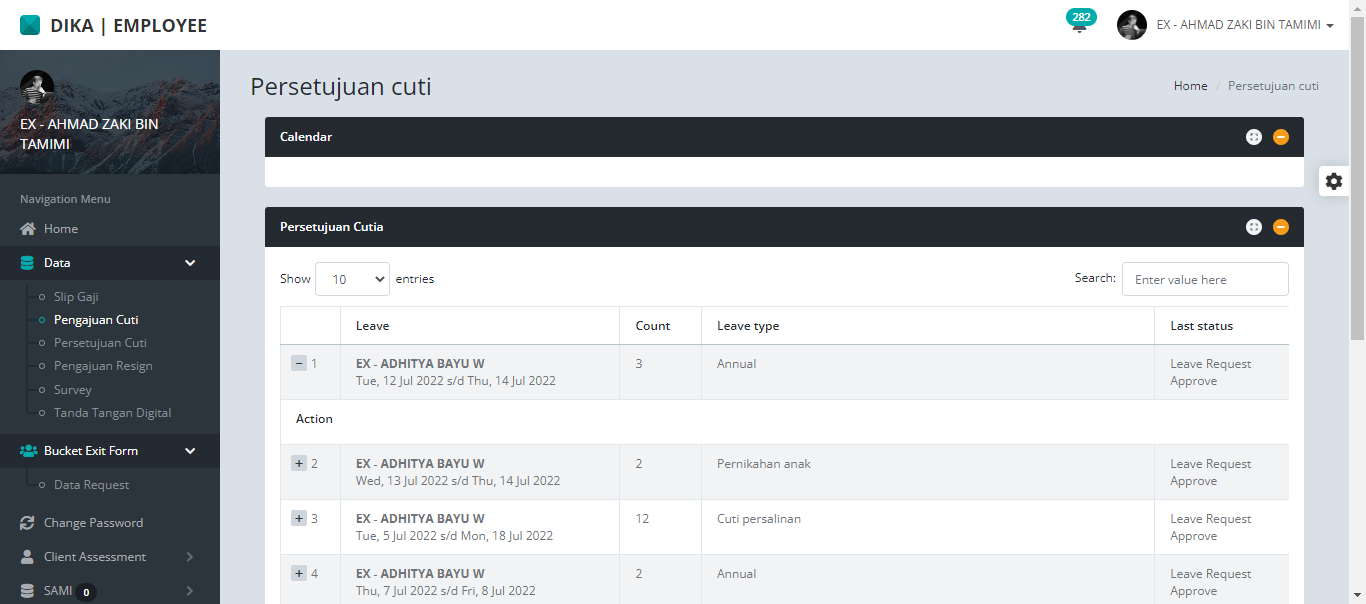 DIKA | EMPLOYEE
282
EX - AHMAD ZAKI BIN TAMIMI
EX - AHMAD ZAKI BIN
TAMIMI
Navigation Menu
Home
Data
Slip Gaji
Pengajuan Cuti
Persetujuan Cuti
Pengajuan Resign
Survey
Tanda Tangan Digital
Bucket Exit Form
Data Request
Change Password
Client Assessment
SAMI 0
Persetujuan cuti
Home / Persetujuan cuti
Calendar
Persetujuan Cutia
Show 10 entries
Search: Enter value here
Leave Count Leave type Last status
1 EX - ADHITYA BAYU W 3 Annual Leave Request
Tue, 12 Jul 2022 s/d Thu, 14 Jul 2022 Approve
Action
2 EX - ADHITYA BAYU W 2 Pernikahan anak Leave Request
Wed, 13 Jul 2022 s/d Thu, 14 Jul 2022 Approve
3 EX - ADHITYA BAYU W 12 Cuti persalinan Leave Request
Tue, 5 Jul 2022 s/d Mon, 18 Jul 2022 Approve
4 EX - ADHITYA BAYU W 2 Annual Leave Request
Thu, 7 Jul 2022 s/d Fri, 8 Jul 2022 Approve